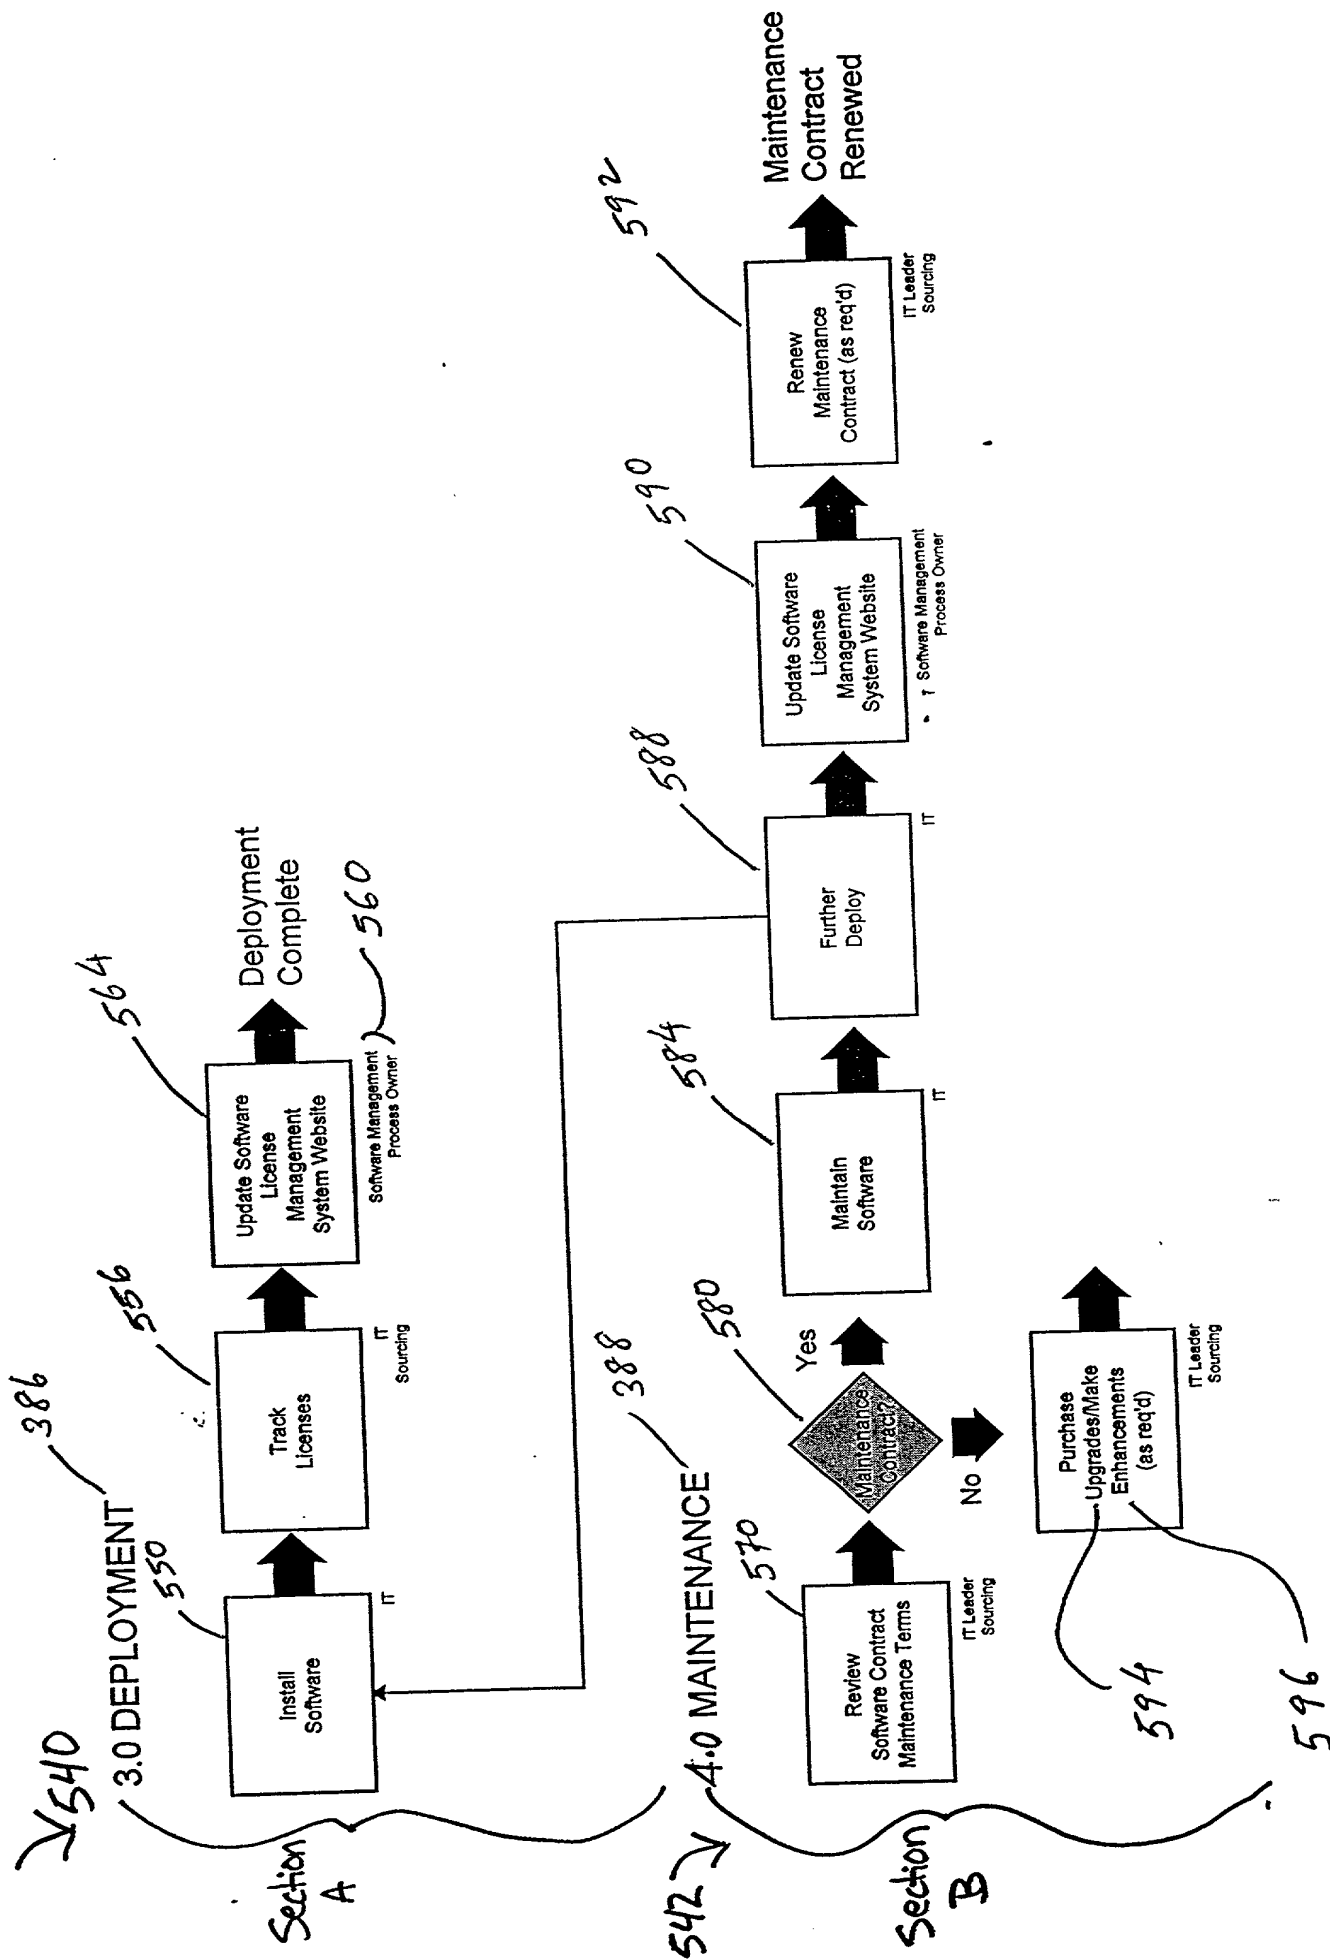 540
Section
A
3.0 DEPLOYMENT
386
550
Install
Software
IT
556
Track
Licenses
IT
Sourcing
564
Update Software
License
Management
System Website
Software Management
Process Owner
560
Deployment
Complete
542
Section
B
4.0 MAINTENANCE
388
570
Review
Software Contract
Maintenance Terms
IT Leader
Sourcing
580
Maintenance
Contract?
Yes
No
584
Maintain
Software
IT
588
Further
Deploy
IT
590
Update Software
License
Management
System Website
Software Management
Process Owner
592
Renew
Maintenance
Contract (as req'd)
IT Leader
Sourcing
Maintenance
Contract
Renewed
Purchase
Upgrades/Make
Enhancements
(as req'd)
IT Leader
Sourcing
594
596